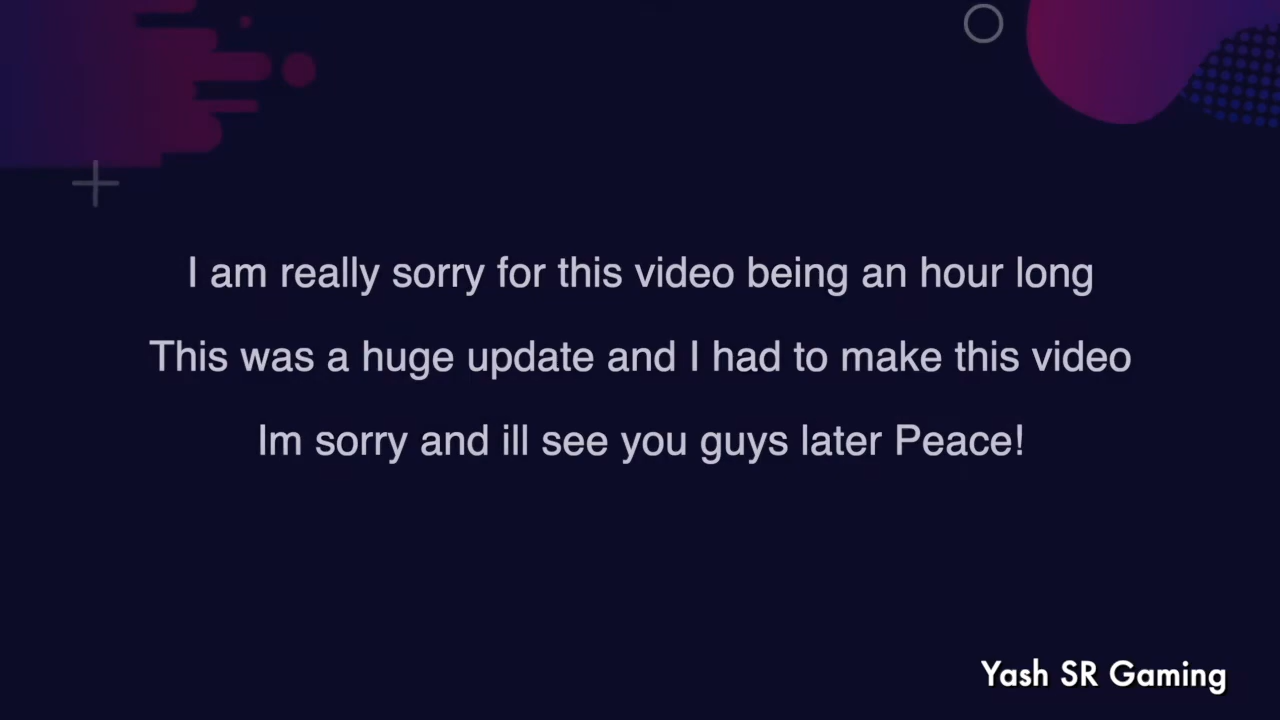 I am really sorry for this video being an hour long
This was a huge update and I had to make this video
Im sorry and ill see you guys later Peace!
Yash SR Gaming